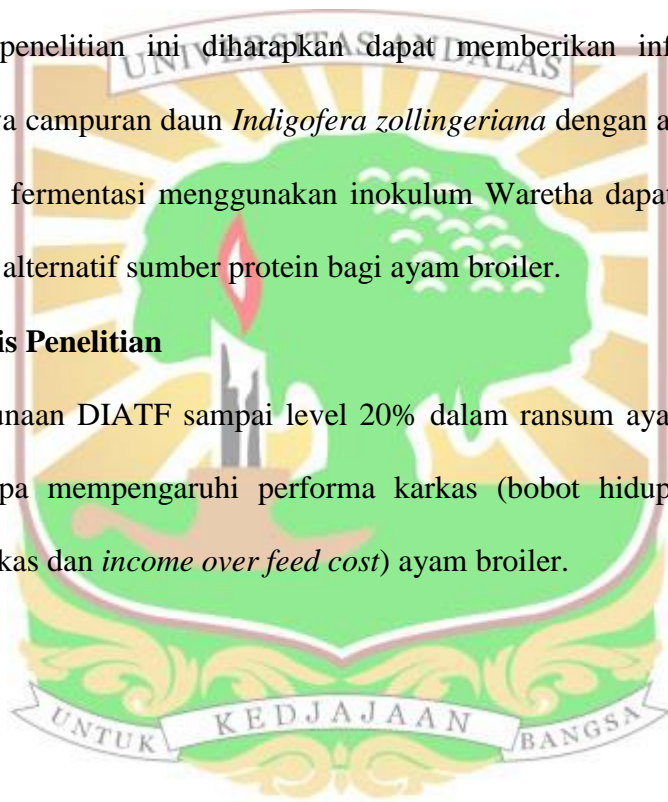 penelitian ini diharapkan dapat memberikan inf
UNIVERSITAS ANDALAS
a campuran daun Indigofera zollingeriana dengan a
fermentasi menggunakan inokulum Waretha dapat
alternatif sumber protein bagi ayam broiler.
is Penelitian
unaan DIATF sampai level 20% dalam ransum aya
pa mempengaruhi performa karkas (bobot hidup
kas dan income over feed cost) ayam broiler.
UNTUK KEDJAJAAN BANGSA